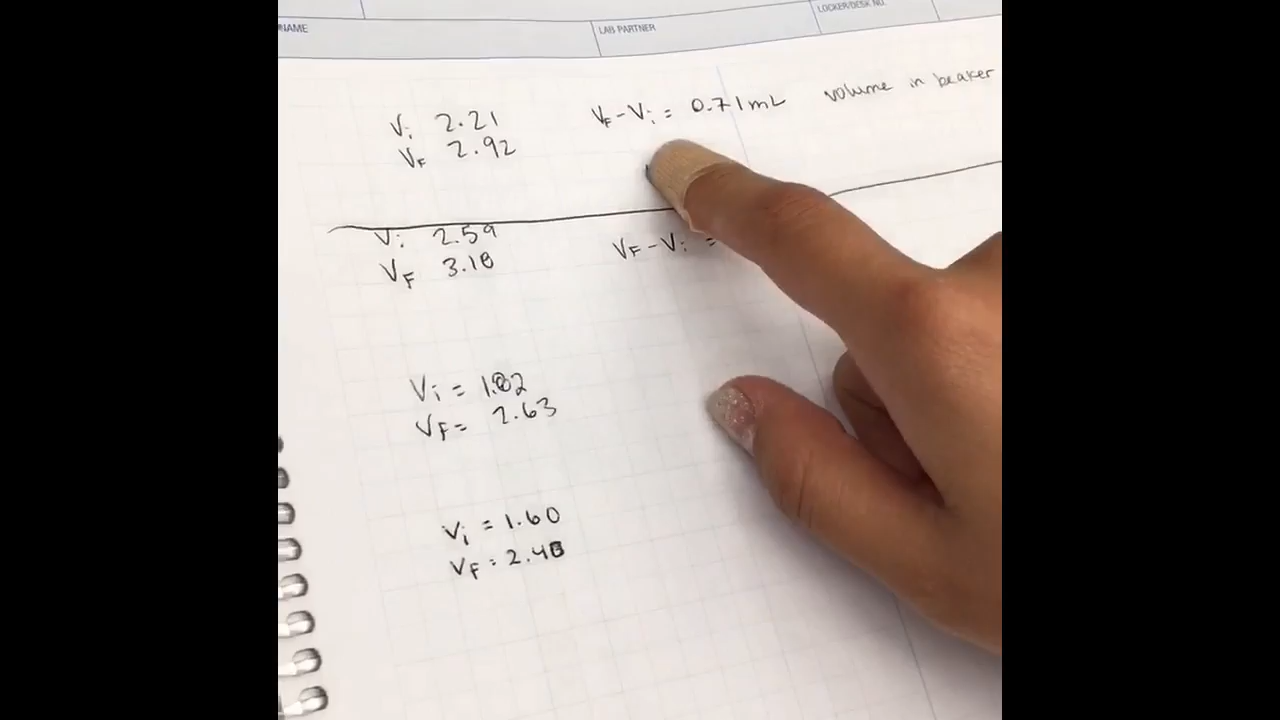 NAME
LAB PARTNER
LOCKER/DESK NO.
Vi 2.21
VF 2.92
VF-Vi = 0.71mL
volume in beaker
Vi 2.59
VF 3.18
VF-Vi =
Vi = 1.82
VF= 2.63
Vi = 1.60
VF = 2.48